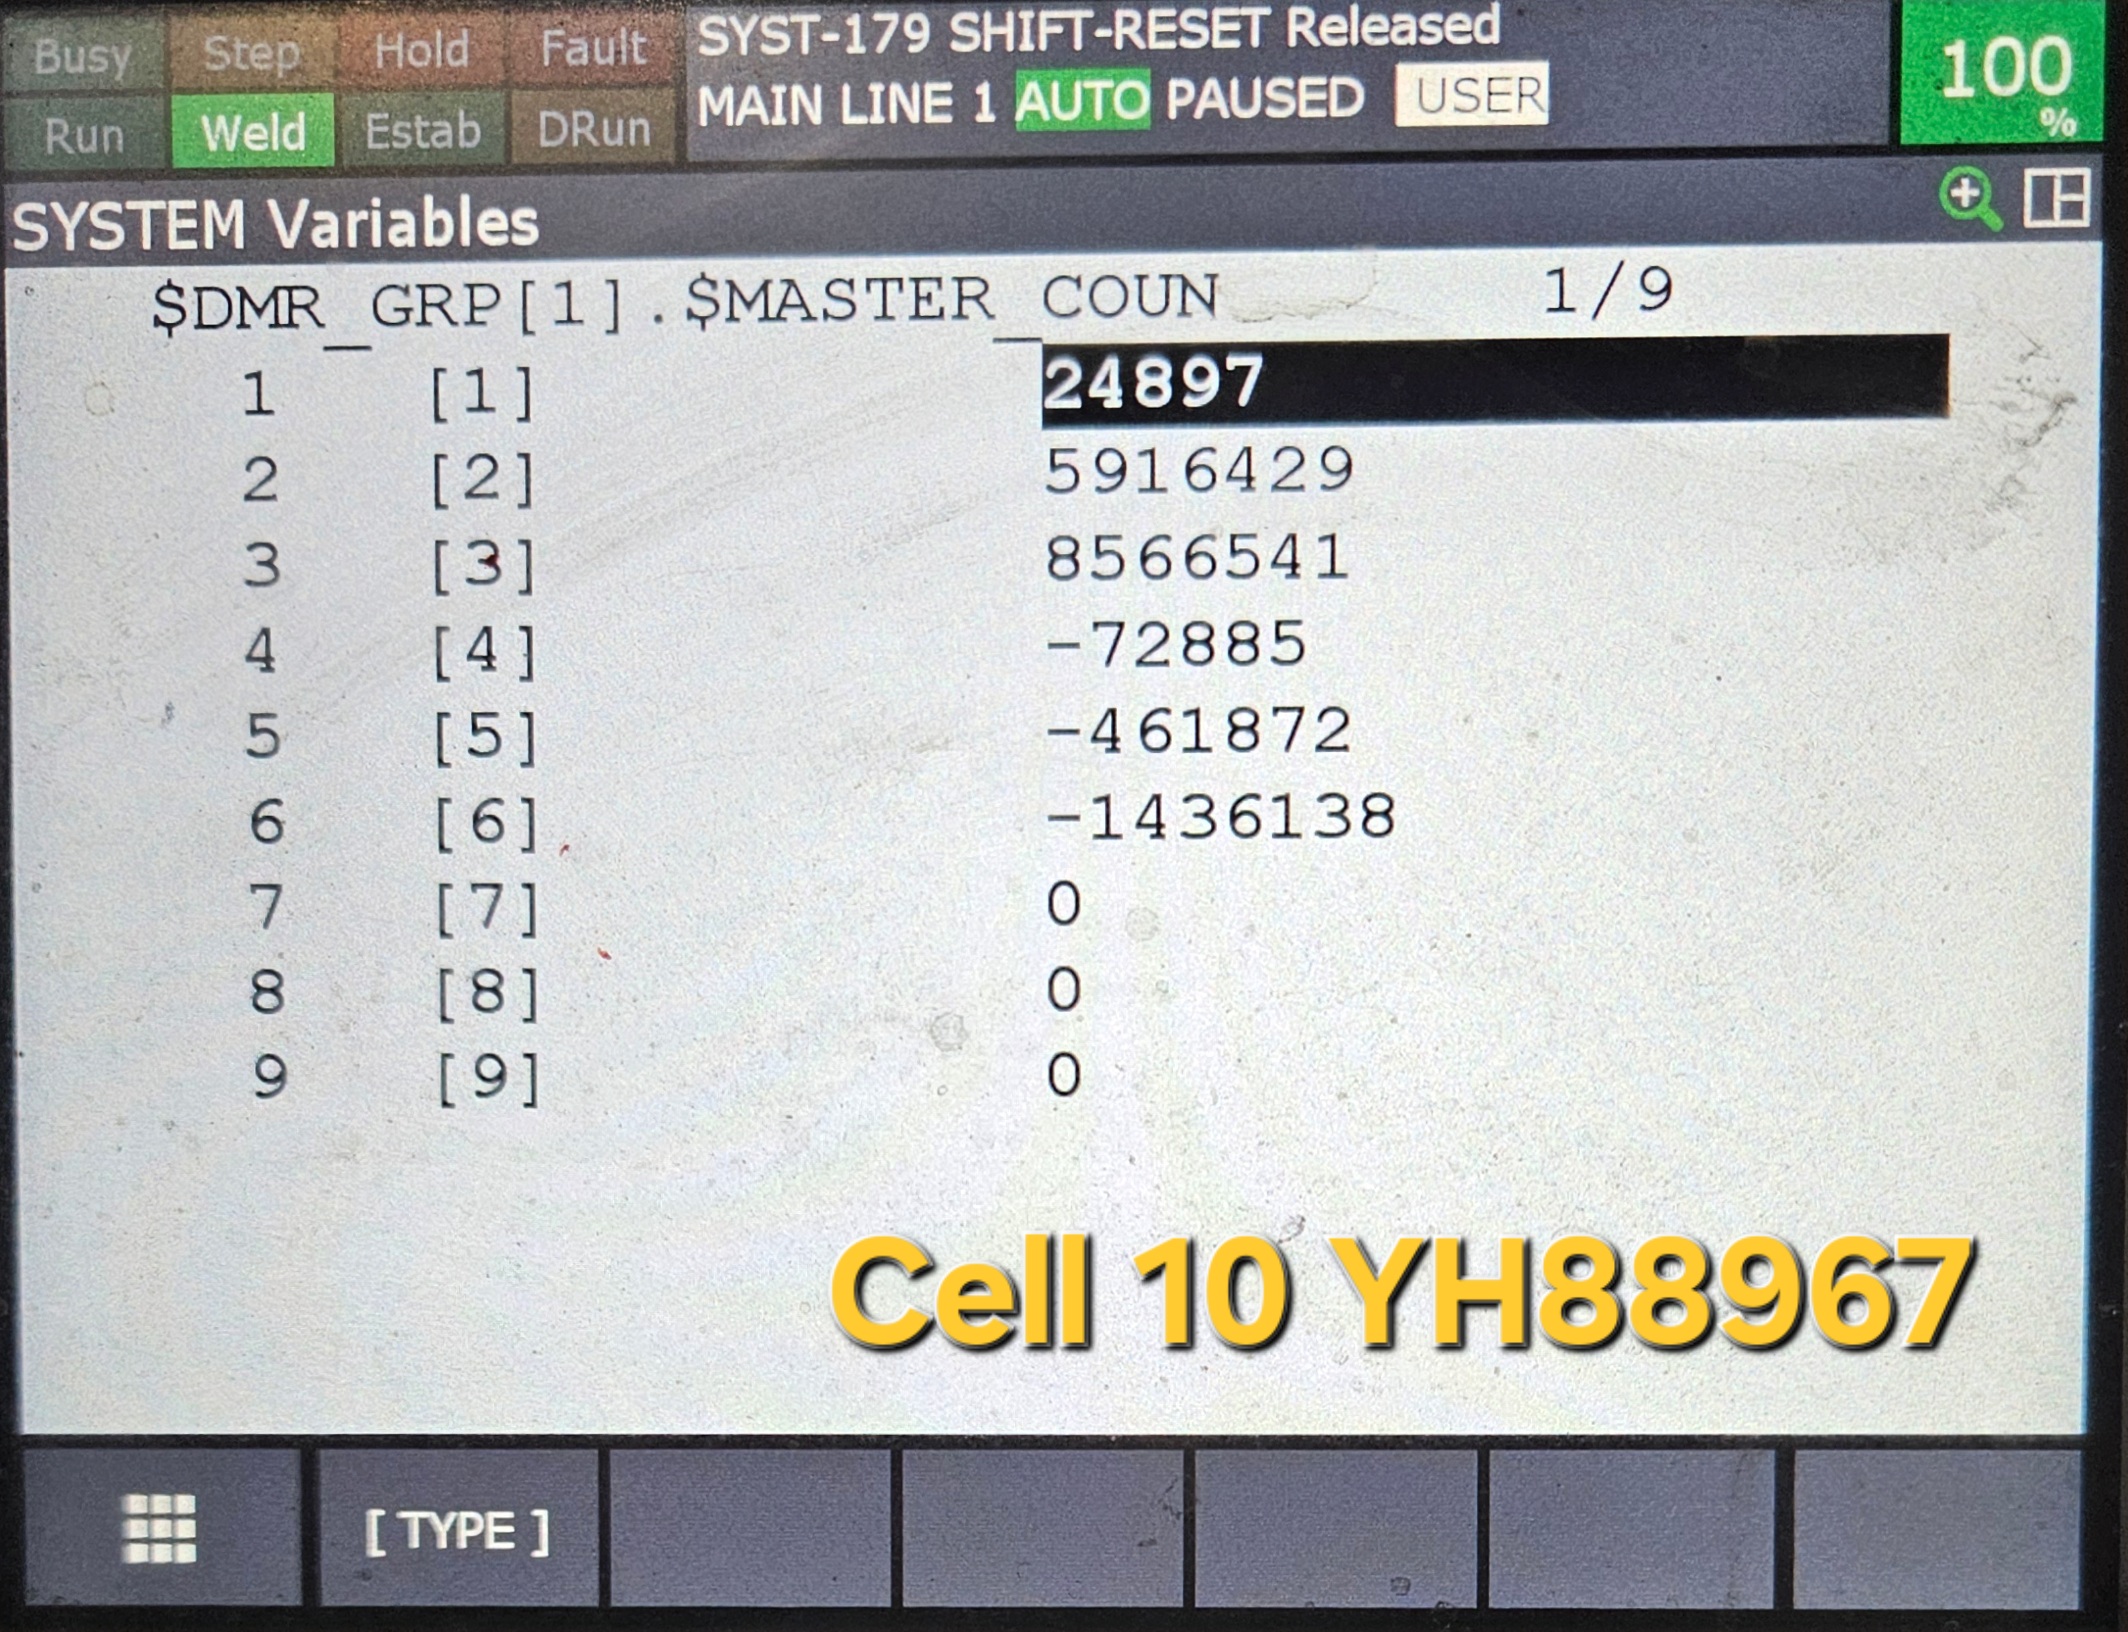 Busy Step Hold Fault SYST-179 SHIFT-RESET Released
Run Weld Estab DRun MAIN LINE 1 AUTO PAUSED USER
100
%
SYSTEM Variables
$DMR_GRP[1].$MASTER_COUN 1/9
1 [1] 24897
2 [2] 5916429
3 [3] 8566541
4 [4] -72885
5 [5] -461872
6 [6] -1436138
7 [7] 0
8 [8] 0
9 [9] 0
Cell 10 YH88967
[ TYPE ]